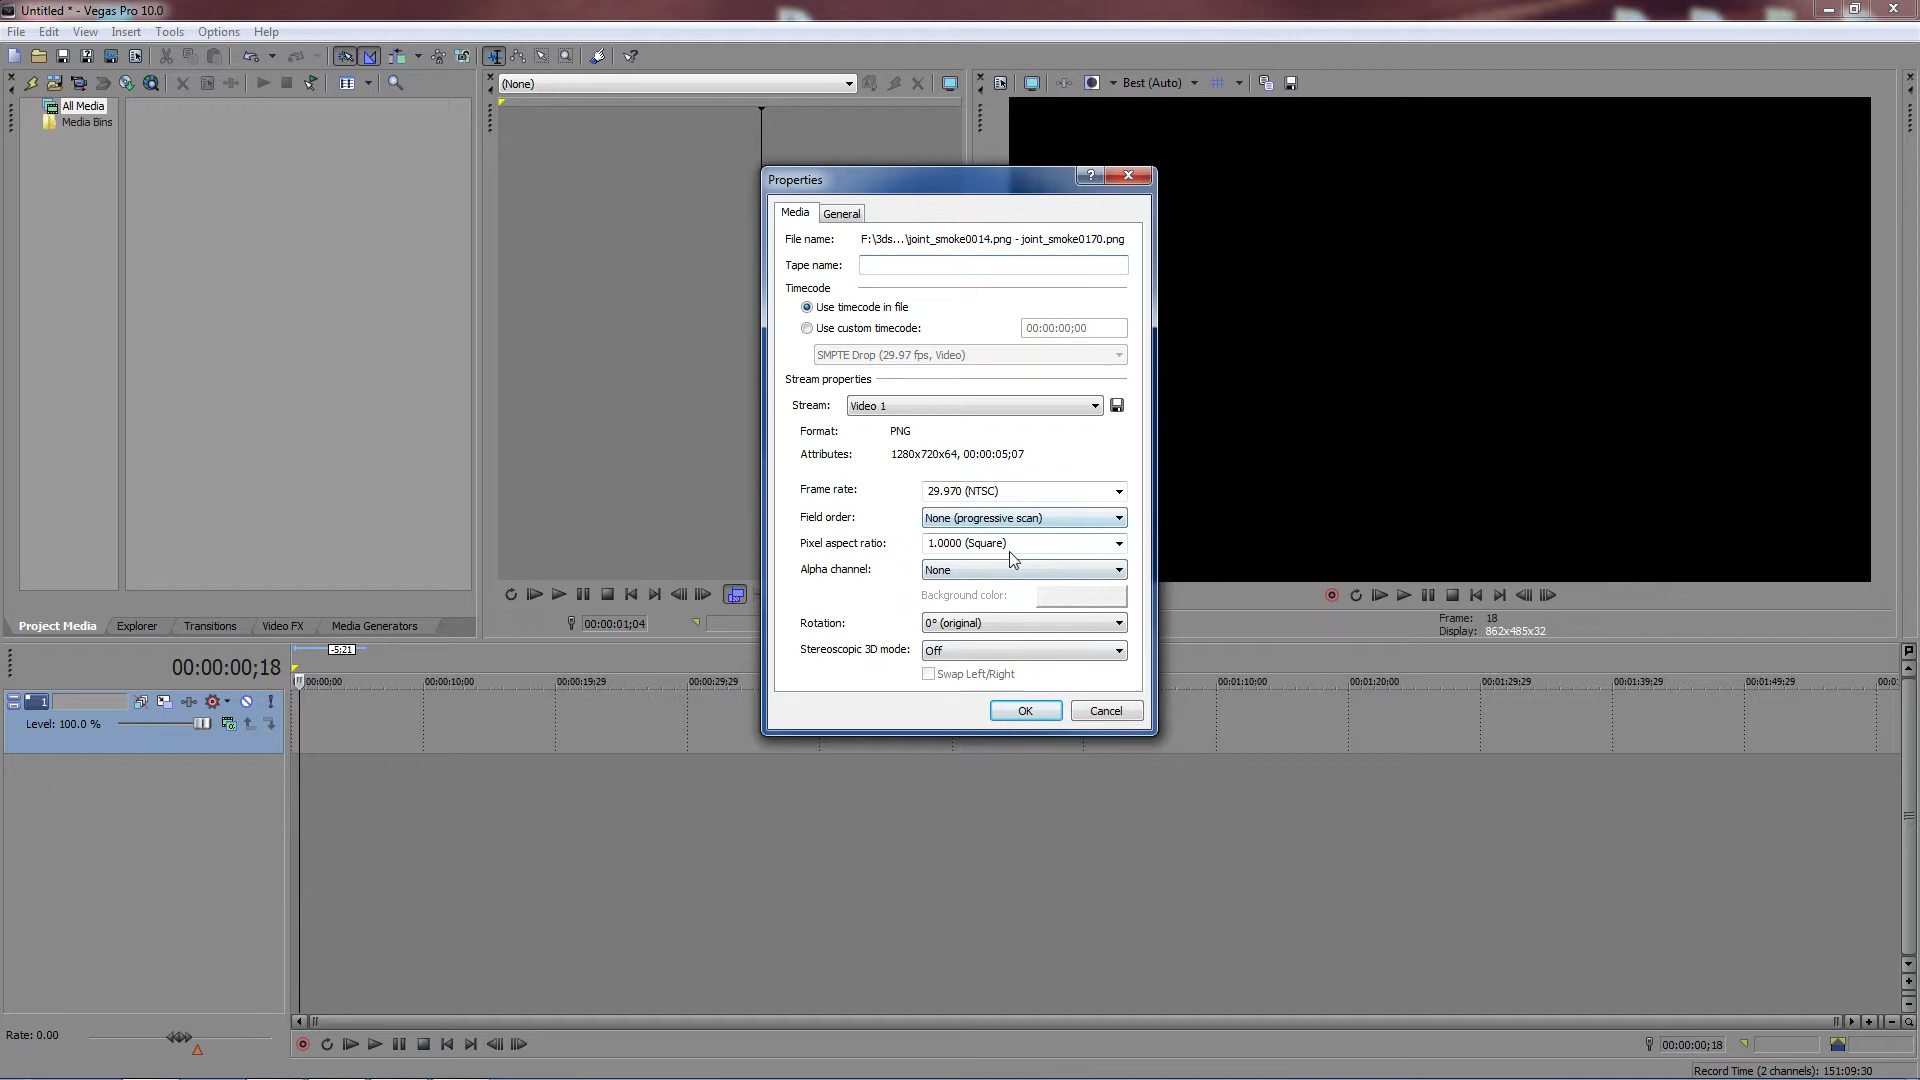 Untitled * - Vegas Pro 10.0
File Edit View Insert Tools Options Help
(None)
Best (Auto)
All Media
Media Bins
Properties
Media General
File name: F:\3ds...\joint_smoke0014.png - joint_smoke0170.png
Tape name:
Timecode
Use timecode in file
Use custom timecode: 00:00:00;00
SMPTE Drop (29.97 fps, Video)
Stream properties
Stream: Video 1
Format: PNG
Attributes: 1280x720x64, 00:00:05;07
Frame rate: 29.970 (NTSC)
Field order: None (progressive scan)
Pixel aspect ratio: 1.0000 (Square)
Alpha channel: None
Background color:
Rotation: 0° (original)
Stereoscopic 3D mode: Off
Swap Left/Right
OK Cancel
00:00:01;04
Frame: 18
Display: 862x485x32
Project Media Explorer Transitions Video FX Media Generators
-5;21
00:00:00;18
00:00:00;00 00:00:10;00 00:00:19;29 00:00:29;29 00:01:10;00 00:01:20;00 00:01:29;29 00:01:39;29 00:01:49;29 00:0
1
Level: 100.0 %
Rate: 0.00
00:00:00;18
Record Time (2 channels): 151:09:30